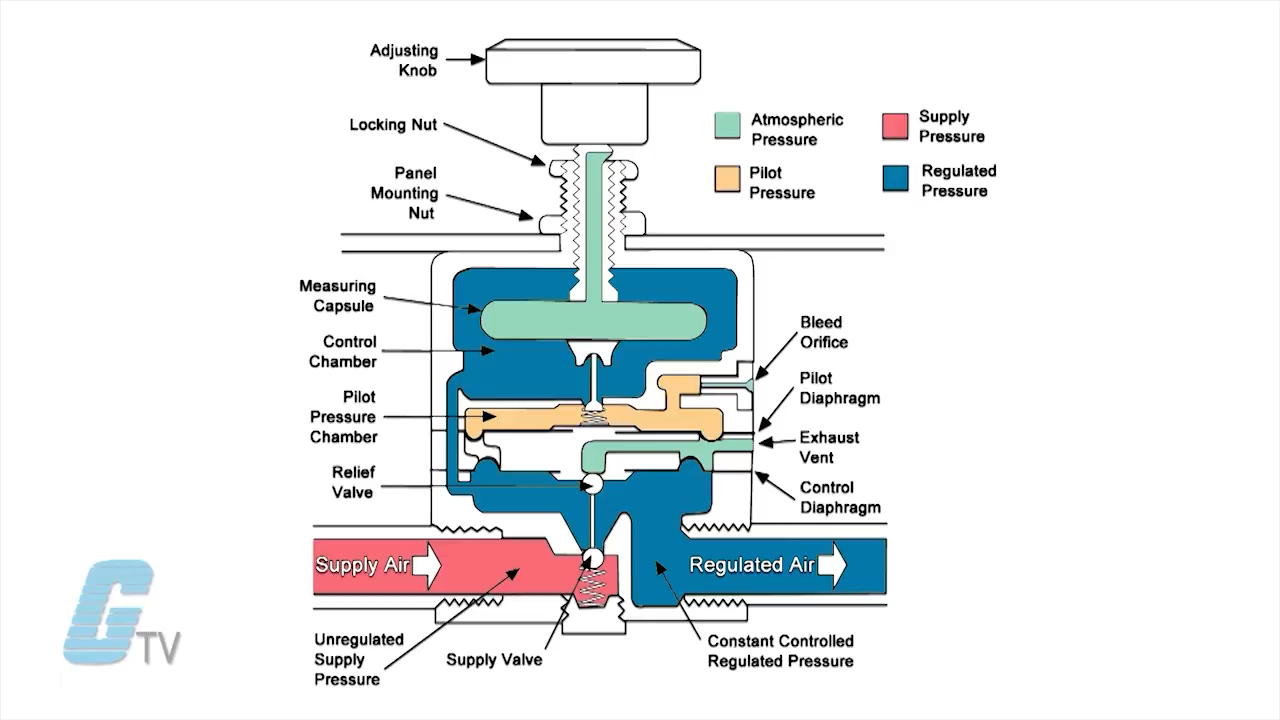 Adjusting
Knob
Locking Nut
Panel
Mounting
Nut
Atmospheric
Pressure
Supply
Pressure
Pilot
Pressure
Regulated
Pressure
Measuring
Capsule
Control
Chamber
Pilot
Pressure
Chamber
Relief
Valve
Bleed
Orifice
Pilot
Diaphragm
Exhaust
Vent
Control
Diaphragm
Supply Air
Regulated Air
Unregulated
Supply
Pressure
Supply Valve
Constant Controlled
Regulated Pressure
G TV